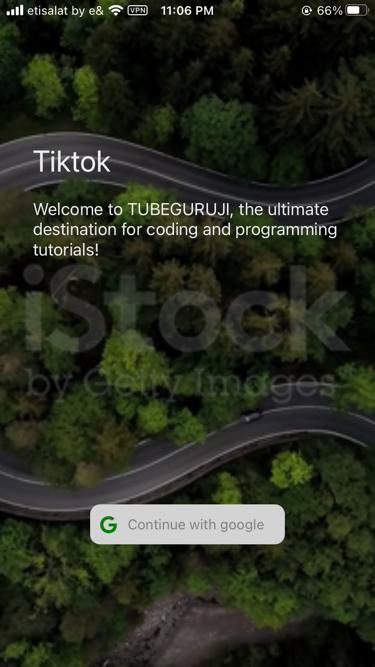 etisalat by e& VPN 11:06 PM 66%
Tiktok
Welcome to TUBEGURUJI, the ultimate
destination for coding and programming
tutorials!
iStock
by Getty Images
G Continue with google